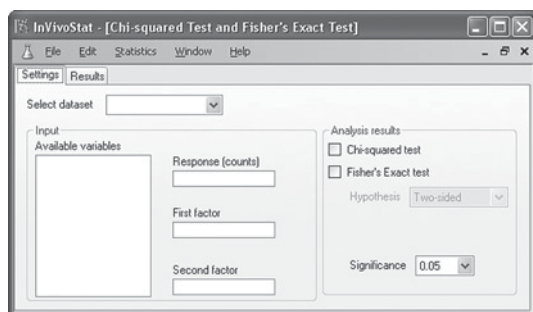 InVivoStat - [Chi-squared Test and Fisher's Exact Test]
File Edit Statistics Window Help
Settings Results
Select dataset
Input
Available variables
Response (counts)
First factor
Second factor
Analysis results
Chi-squared test
Fisher's Exact test
Hypothesis Two-sided
Significance 0.05